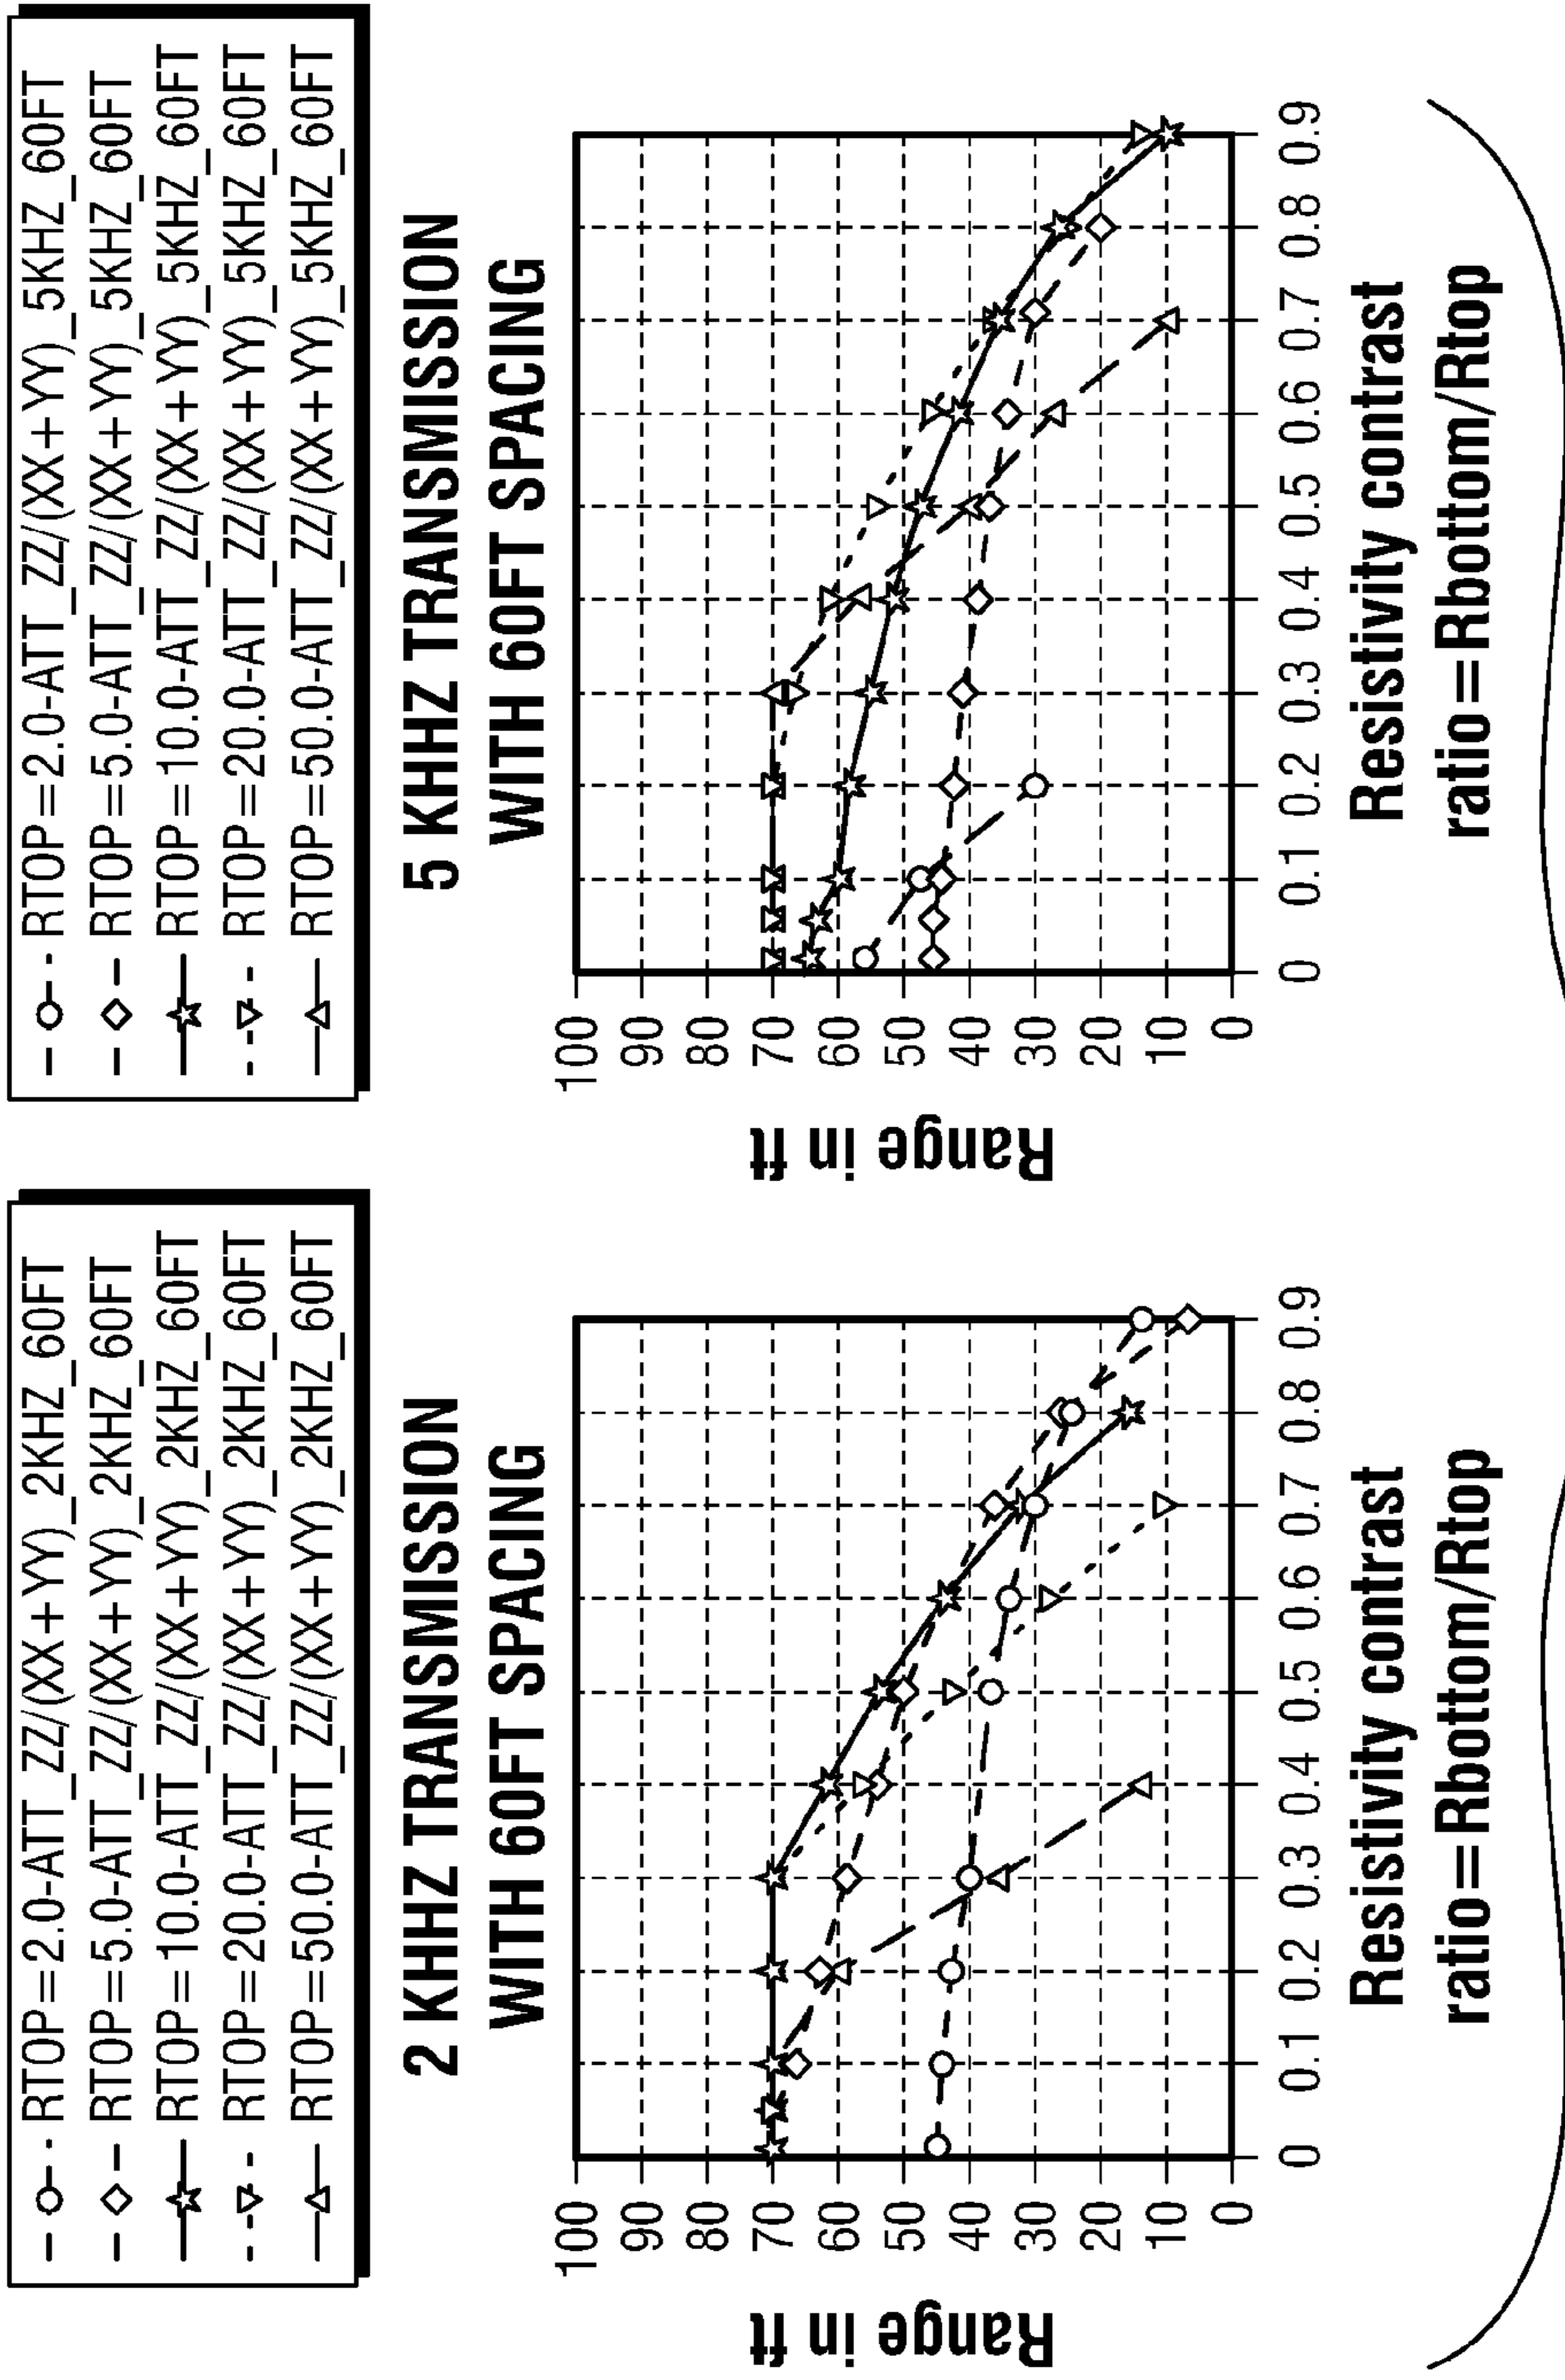 RTOP=2.0-ATT_ZZ/(XX+YY)_2KHZ_60FT
RTOP=5.0-ATT_ZZ/(XX+YY)_2KHZ_60FT
RTOP=10.0-ATT_ZZ/(XX+YY)_2KHZ_60FT
RTOP=20.0-ATT_ZZ/(XX+YY)_2KHZ_60FT
RTOP=50.0-ATT_ZZ/(XX+YY)_2KHZ_60FT
2 KHHZ TRANSMISSION
WITH 60FT SPACING
100
90
80
70
60
50
40
30
20
10
0
Range in ft
0 0.1 0.2 0.3 0.4 0.5 0.6 0.7 0.8 0.9
Resistivity contrast
ratio=Rbottom/Rtop
RTOP=2.0-ATT_ZZ/(XX+YY)_5KHZ_60FT
RTOP=5.0-ATT_ZZ/(XX+YY)_5KHZ_60FT
RTOP=10.0-ATT_ZZ/(XX+YY)_5KHZ_60FT
RTOP=20.0-ATT_ZZ/(XX+YY)_5KHZ_60FT
RTOP=50.0-ATT_ZZ/(XX+YY)_5KHZ_60FT
5 KHHZ TRANSMISSION
WITH 60FT SPACING
100
90
80
70
60
50
40
30
20
10
0
Range in ft
0 0.1 0.2 0.3 0.4 0.5 0.6 0.7 0.8 0.9
Resistivity contrast
ratio=Rbottom/Rtop